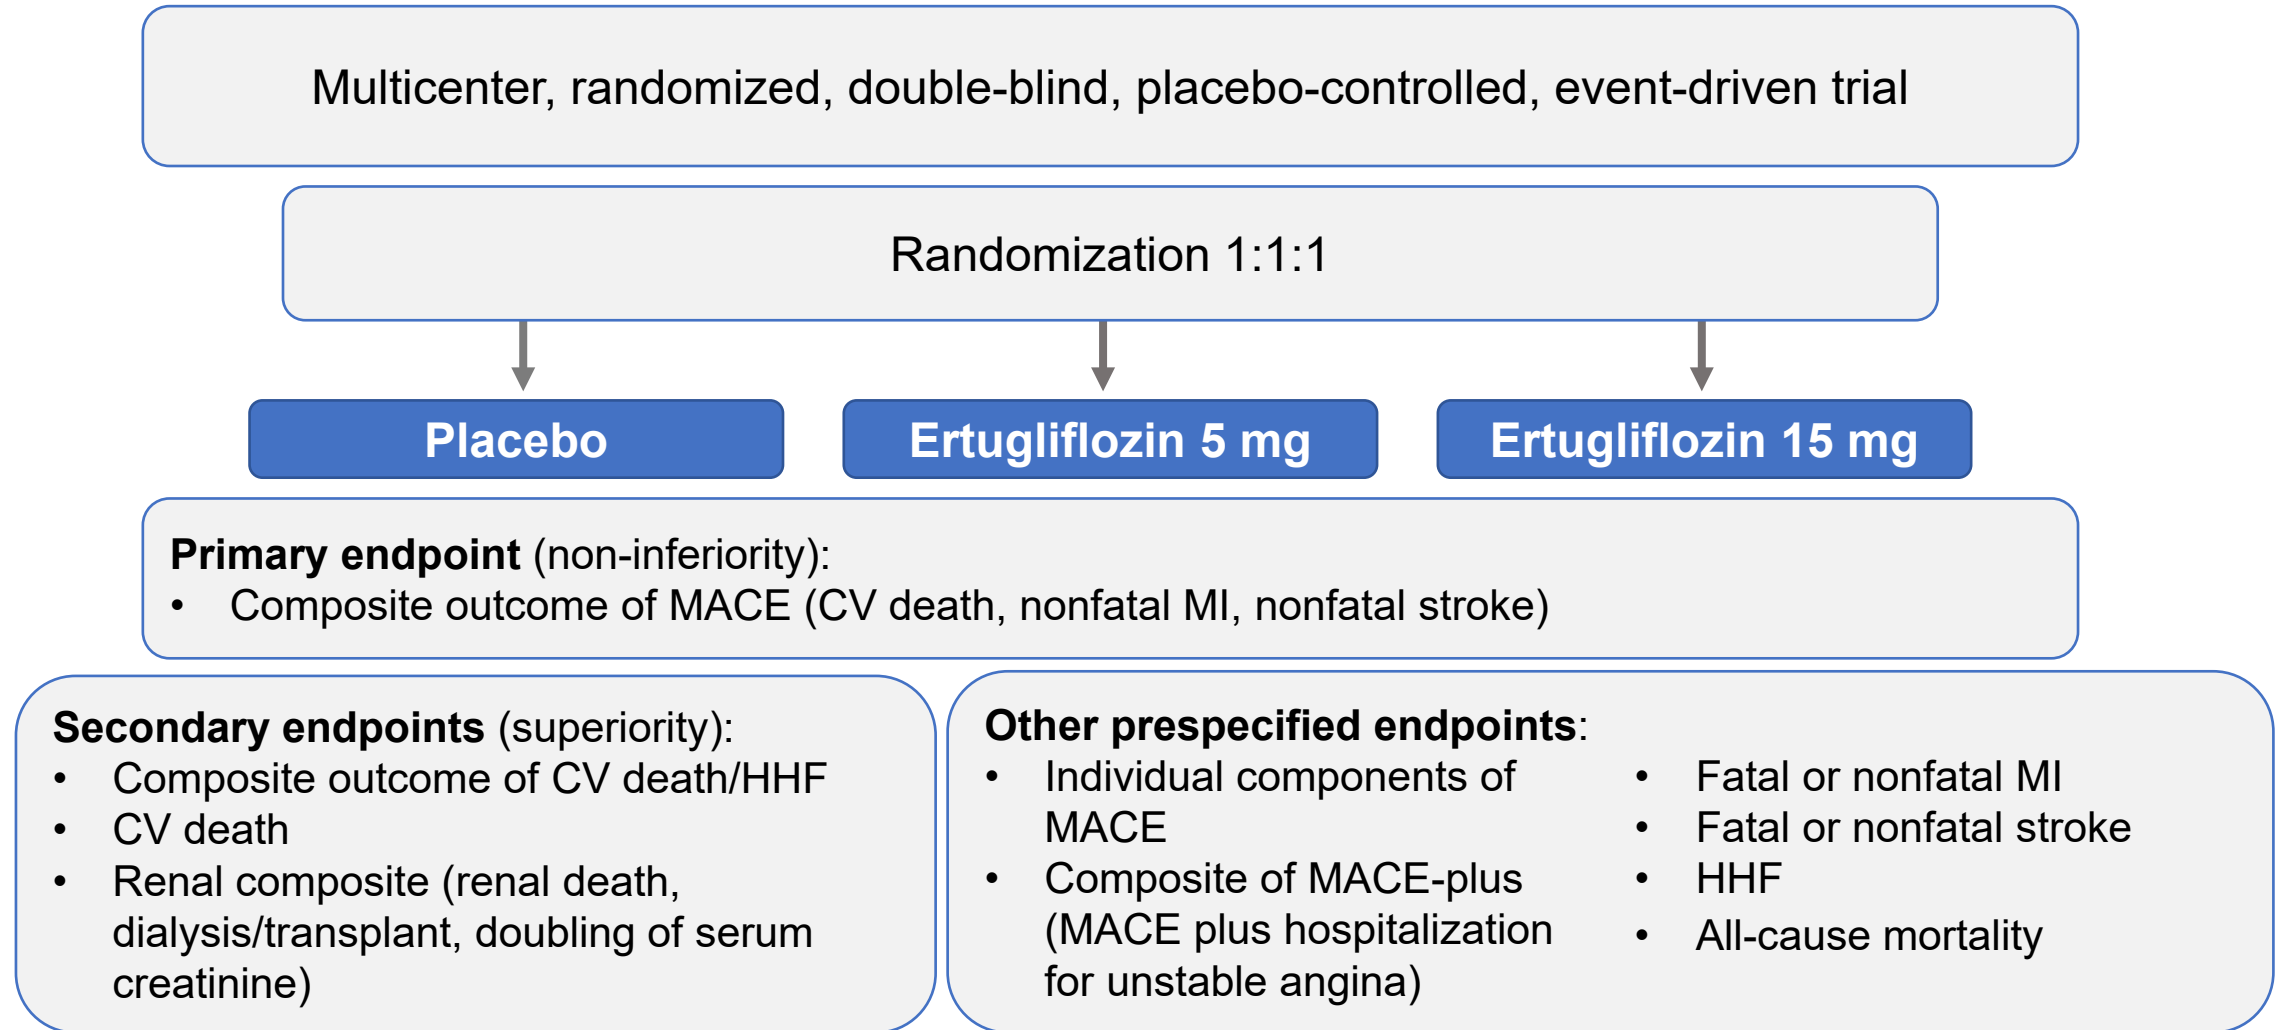 Multicenter, randomized, double-blind, placebo-controlled, event-driven trial
Randomization 1:1:1
Placebo
Ertugliflozin 5 mg
Ertugliflozin 15 mg
Primary endpoint (non-inferiority):
• Composite outcome of MACE (CV death, nonfatal MI, nonfatal stroke)
Secondary endpoints (superiority):
• Composite outcome of CV death/HHF
• CV death
• Renal composite (renal death,
dialysis/transplant, doubling of serum
creatinine)
Other prespecified endpoints:
• Individual components of
MACE
• Composite of MACE-plus
(MACE plus hospitalization
for unstable angina)
• Fatal or nonfatal MI
• Fatal or nonfatal stroke
• HHF
• All-cause mortality